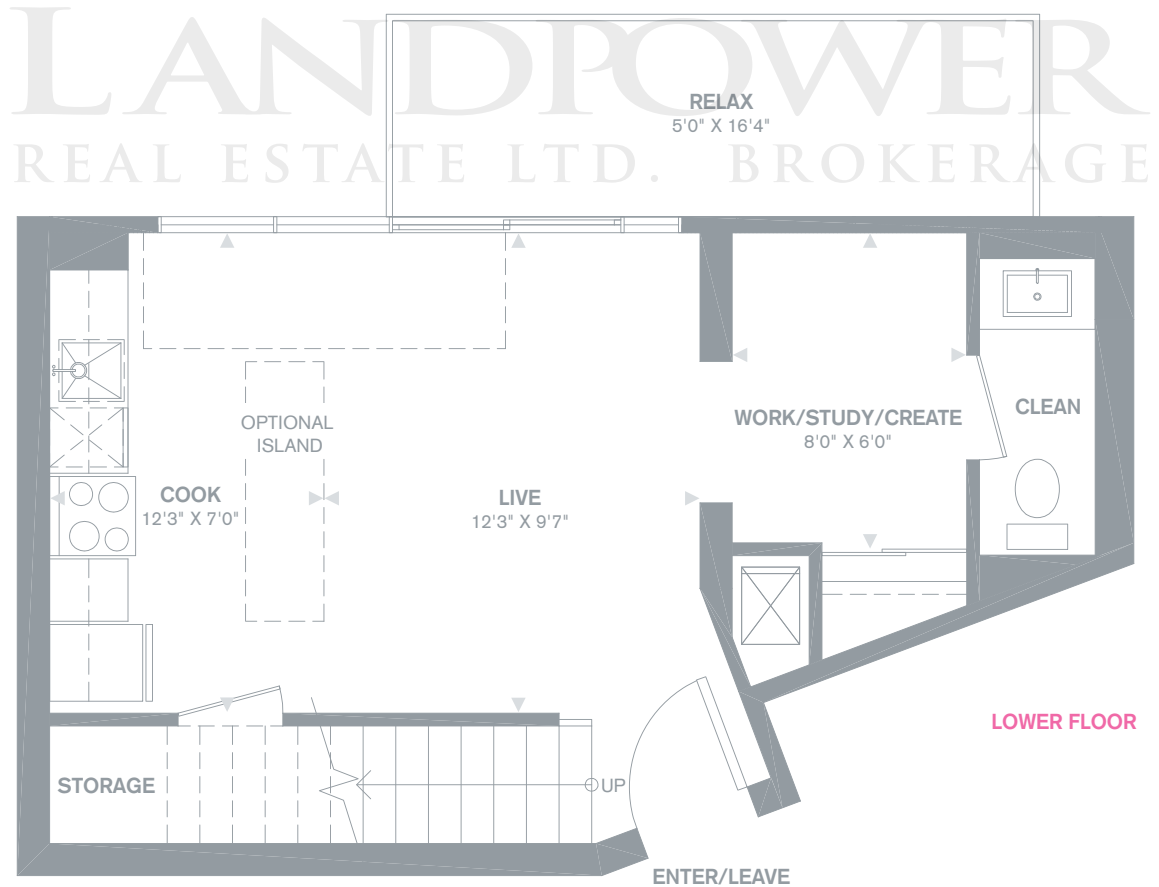 LANDPOWER
REAL ESTATE LTD. BROKERAGE
RELAX
5'0" X 16'4"
OPTIONAL
ISLAND
WORK/STUDY/CREATE
8'0" X 6'0"
CLEAN
COOK
12'3" X 7'0"
LIVE
12'3" X 9'7"
LOWER FLOOR
STORAGE
UP
ENTER/LEAVE